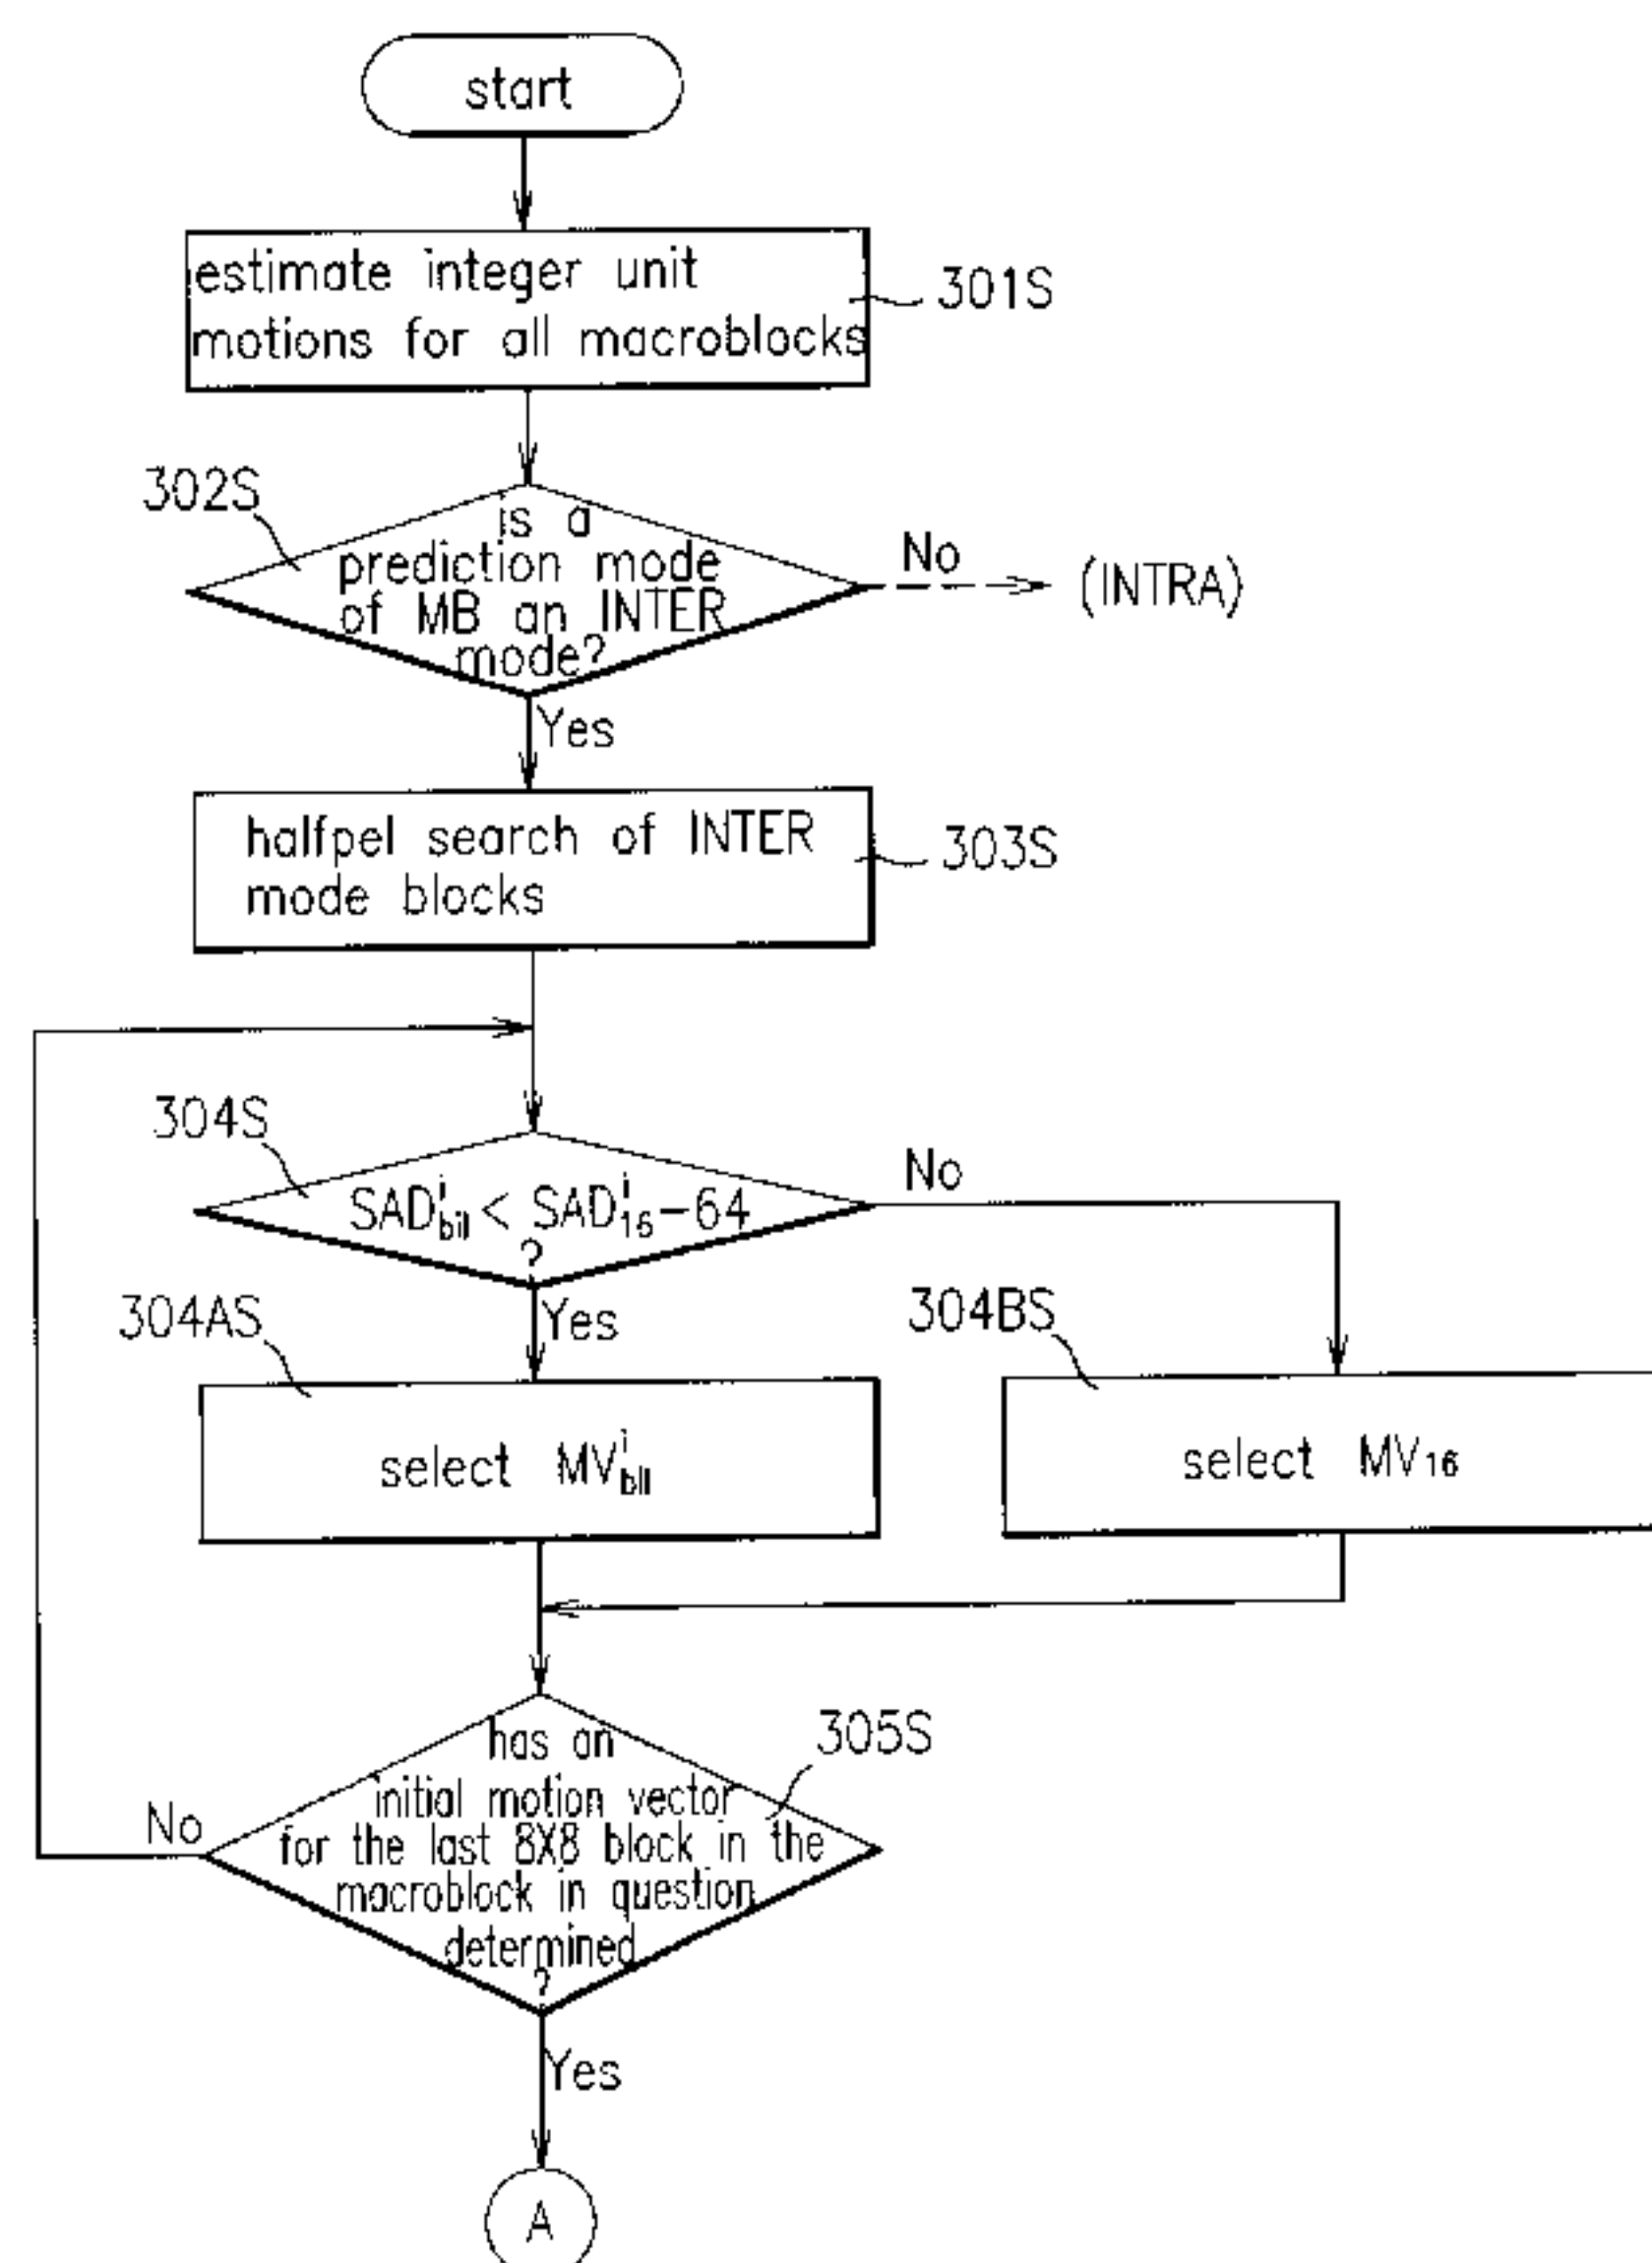 start
estimate integer unit
motions for all macroblocks
301S
302S
is a
prediction mode
of MB an INTER
mode?
No
(INTRA)
Yes
halfpel search of INTER
mode blocks
303S
304S
SAD^i_bil < SAD^i_16-64
?
No
Yes
304AS
304BS
select MV^i_bil
select MV₁₆
305S
has an
initial motion vector
for the last 8X8 block in the
macroblock in question
determined
?
No
Yes
A